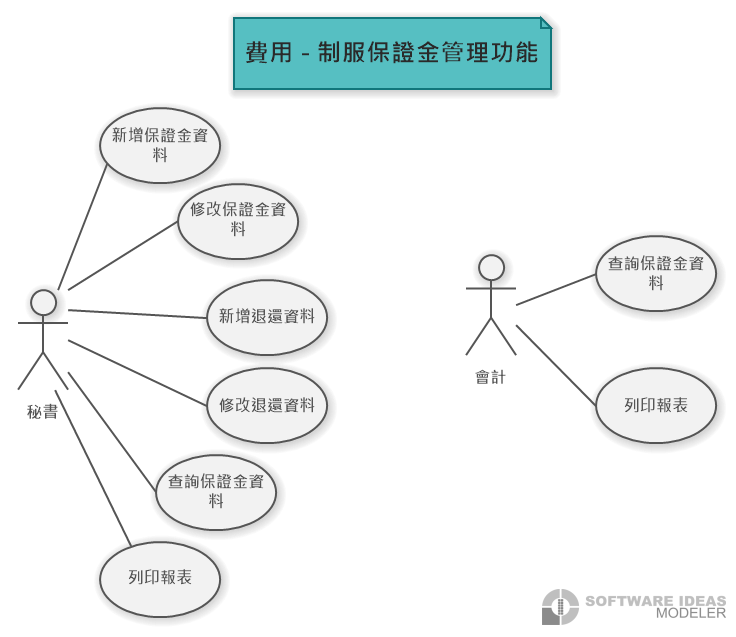 費用 - 制服保證金管理功能
新增保證金資
料
修改保證金資
料
新增退還資料
修改退還資料
查詢保證金資
料
列印報表
秘書
查詢保證金資
料
列印報表
會計
SOFTWARE IDEAS
MODELER